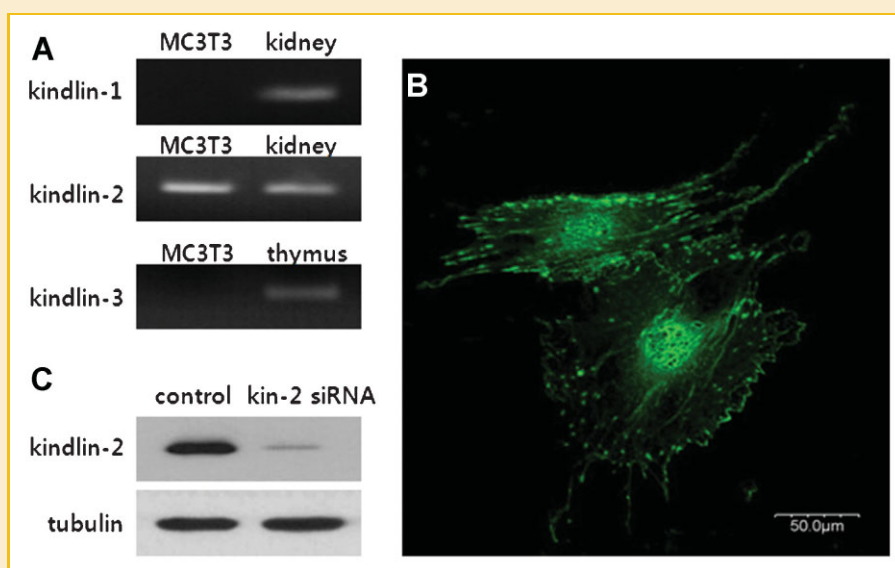 A
MC3T3 kidney
kindlin-1
MC3T3 kidney
kindlin-2
MC3T3 thymus
kindlin-3
B
50.0µm
C
control kin-2 siRNA
kindlin-2
tubulin